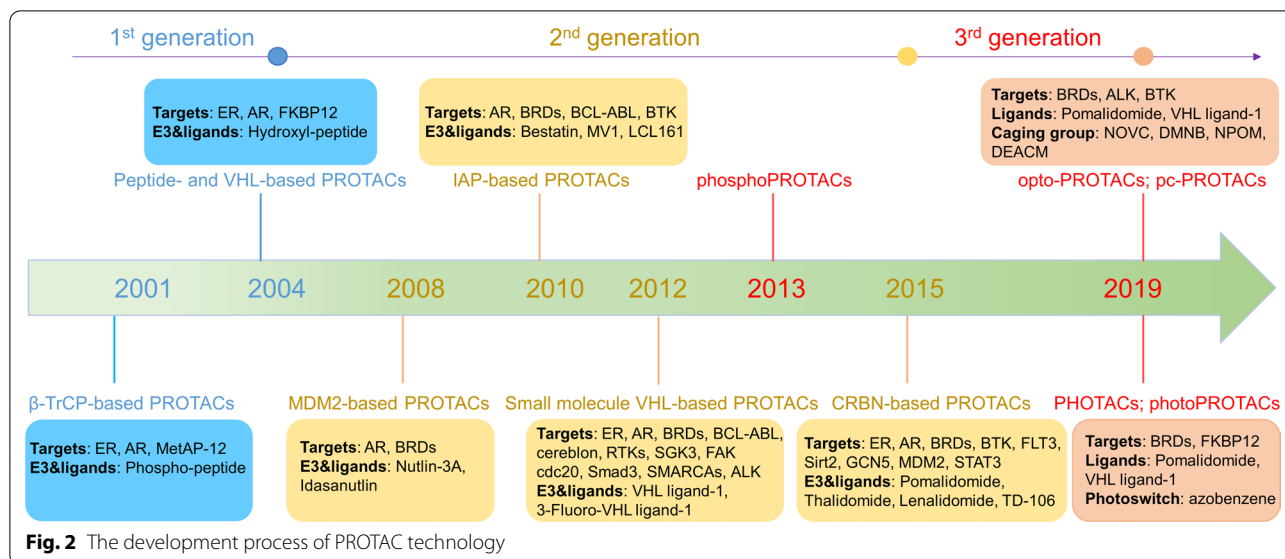 1st generation
2nd generation
3rd generation
Targets: ER, AR, FKBP12
E3&ligands: Hydroxyl-peptide
Peptide- and VHL-based PROTACs
Targets: AR, BRDs, BCL-ABL, BTK
E3&ligands: Bestatin, MV1, LCL161
IAP-based PROTACs
phosphoPROTACs
Targets: BRDs, ALK, BTK
Ligands: Pomalidomide, VHL ligand-1
Caging group: NOVC, DMNB, NPOM,
DEACM
opto-PROTACs; pc-PROTACs
2001
2004
2008
2010
2012
2013
2015
2019
β-TrCP-based PROTACs
Targets: ER, AR, MetAP-12
E3&ligands: Phospho-peptide
MDM2-based PROTACs
Targets: AR, BRDs
E3&ligands: Nutlin-3A,
Idasanutlin
Small molecule VHL-based PROTACs
Targets: ER, AR, BRDs, BCL-ABL,
cereblon, RTKs, SGK3, FAK
cdc20, Smad3, SMARCAs, ALK
E3&ligands: VHL ligand-1,
3-Fluoro-VHL ligand-1
CRBN-based PROTACs
Targets: ER, AR, BRDs, BTK, FLT3,
Sirt2, GCN5, MDM2, STAT3
E3&ligands: Pomalidomide,
Thalidomide, Lenalidomide, TD-106
PHOTACs; photoPROTACs
Targets: BRDs, FKBP12
Ligands: Pomalidomide,
VHL ligand-1
Photoswitch: azobenzene
Fig. 2 The development process of PROTAC technology